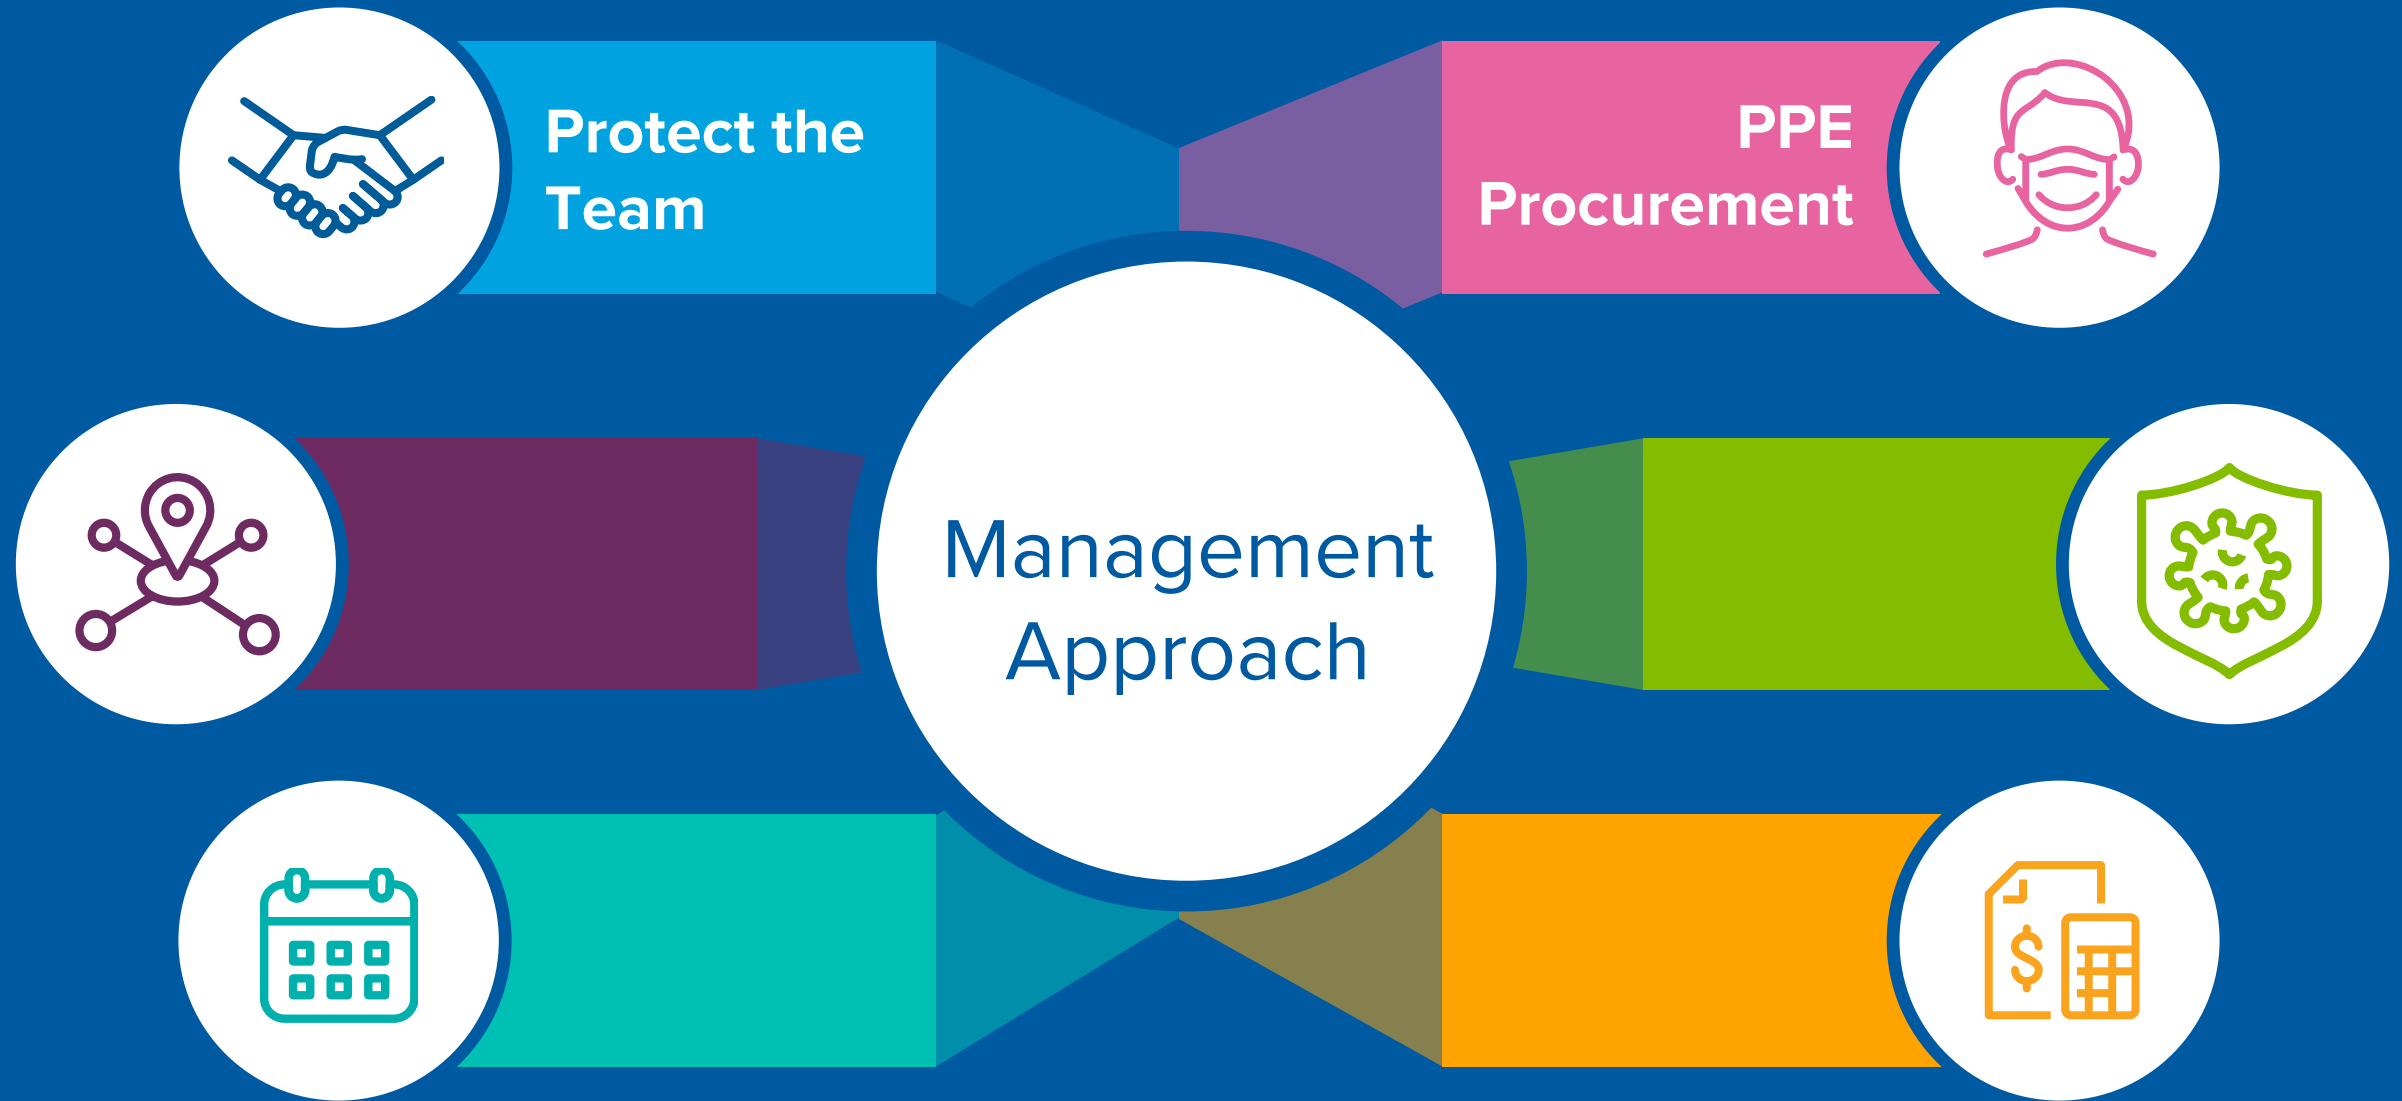 Protect the
Team
PPE
Procurement
Management
Approach
$